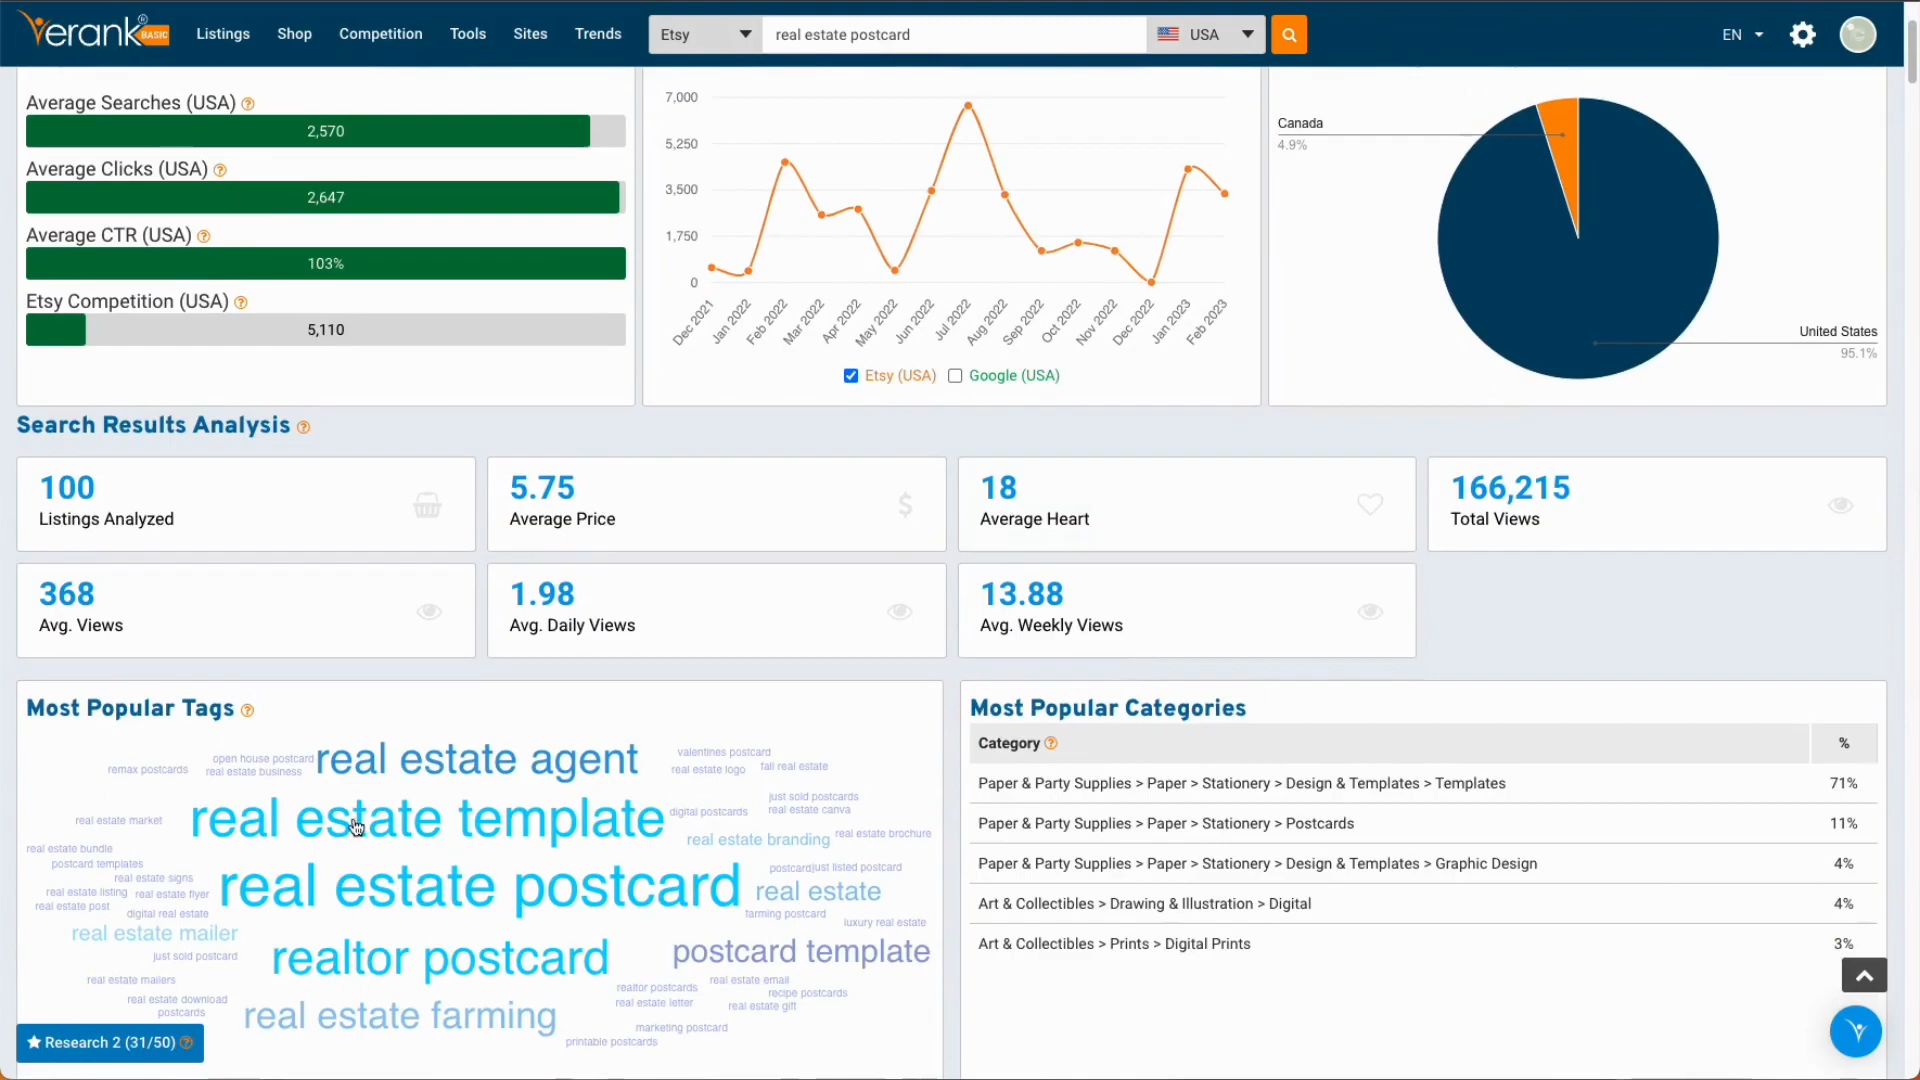 Yerank® BASIC
Listings
Shop
Competition
Tools
Sites
Trends
Etsy
real estate postcard
USA
EN
Average Searches (USA) ?
2,570
Average Clicks (USA) ?
2,647
Average CTR (USA) ?
103%
Etsy Competition (USA) ?
5,110
7,000
5,250
3,500
1,750
0
Dec 2021
Jan 2022
Feb 2022
Mar 2022
Apr 2022
May 2022
Jun 2022
Jul 2022
Aug 2022
Sep 2022
Oct 2022
Nov 2022
Dec 2022
Jan 2023
Feb 2023
Etsy (USA)
Google (USA)
Canada
4.9%
United States
95.1%
Search Results Analysis ?
100
Listings Analyzed
5.75
Average Price
$
18
Average Heart
166,215
Total Views
368
Avg. Views
1.98
Avg. Daily Views
13.88
Avg. Weekly Views
Most Popular Tags ?
real estate agent
open house postcard
valentines postcard
remax postcards
real estate business
real estate logo
fall real estate
just sold postcards
real estate template
digital postcards
real estate canva
real estate market
real estate branding
real estate brochure
real estate bundle
postcard templates
postcard
just listed postcard
real estate signs
real estate postcard
real estate
real estate listing
real estate flyer
real estate post
digital real estate
farming postcard
luxury real estate
real estate mailer
realtor postcard
postcard template
just sold postcard
real estate mailers
real estate email
realtor postcards
recipe postcards
real estate download
real estate letter
real estate gift
postcards
real estate farming
marketing postcard
printable postcards
Research 2 (31/50) ?
Most Popular Categories
Category ?
%
Paper & Party Supplies > Paper > Stationery > Design & Templates > Templates
71%
Paper & Party Supplies > Paper > Stationery > Postcards
11%
Paper & Party Supplies > Paper > Stationery > Design & Templates > Graphic Design
4%
Art & Collectibles > Drawing & Illustration > Digital
4%
Art & Collectibles > Prints > Digital Prints
3%